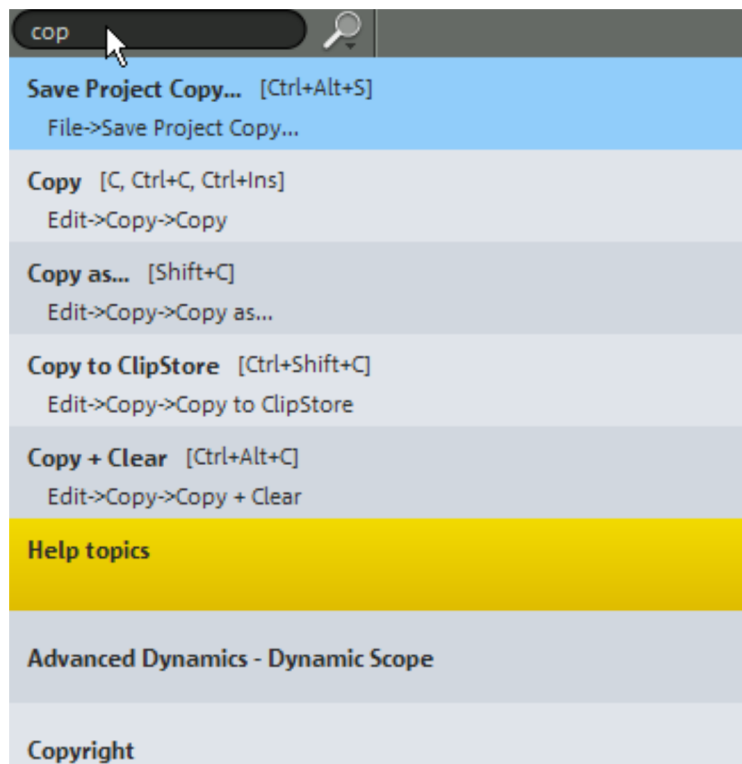 cop
Save Project Copy... [Ctrl+Alt+S]
File->Save Project Copy...
Copy [C, Ctrl+C, Ctrl+Ins]
Edit->Copy->Copy
Copy as... [Shift+C]
Edit->Copy->Copy as...
Copy to ClipStore [Ctrl+Shift+C]
Edit->Copy->Copy to ClipStore
Copy + Clear [Ctrl+Alt+C]
Edit->Copy->Copy + Clear
Help topics
Advanced Dynamics - Dynamic Scope
Copyright